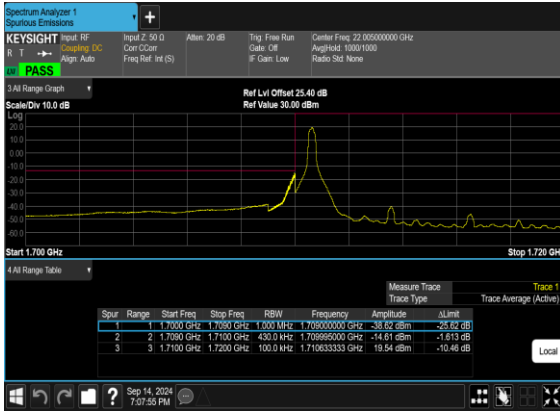 Spectrum Analyzer 1
Spurious Emissions
+
KEYSIGHT Input: RF Input Z: 50 Ω Atten: 20 dB Trig: Free Run Center Freq: 22.005000000 GHz
R T Coupling: DC Corr CCorr Gate: Off Avg|Hold: 1000/1000
Align: Auto Freq Ref: Int (S) IF Gain: Low Radio Std: None
PASS
3 All Range Graph
Ref Lvl Offset 25.40 dB
Scale/Div 10.0 dB Ref Value 30.00 dBm
Log
20.0
10.0
0.00
-10.0
-20.0
-30.0
-40.0
-50.0
-60.0
Start 1.700 GHz Stop 1.720 GH
4 All Range Table
Measure Trace Trace 1
Trace Type Trace Average (Active)
Spur Range Start Freq Stop Freq RBW Frequency Amplitude ΔLimit
1 1 1.7000 GHz 1.7090 GHz 1.000 MHz 1.709000000 GHz -38.62 dBm -25.62 dB
2 2 1.7090 GHz 1.7100 GHz 430.0 kHz 1.709995000 GHz -14.61 dBm -1.613 dB
3 3 1.7100 GHz 1.7200 GHz 100.0 kHz 1.710633333 GHz 19.54 dBm -10.46 dB
Local
?
Sep 14, 2024
7:07:55 PM